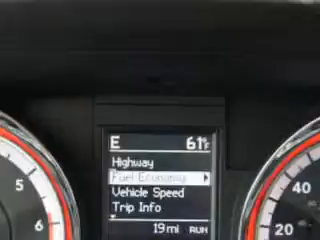 E 61°F
Highway
Fuel Economy
Vehicle Speed
Trip Info
19 mi RUN
5
6
40
20